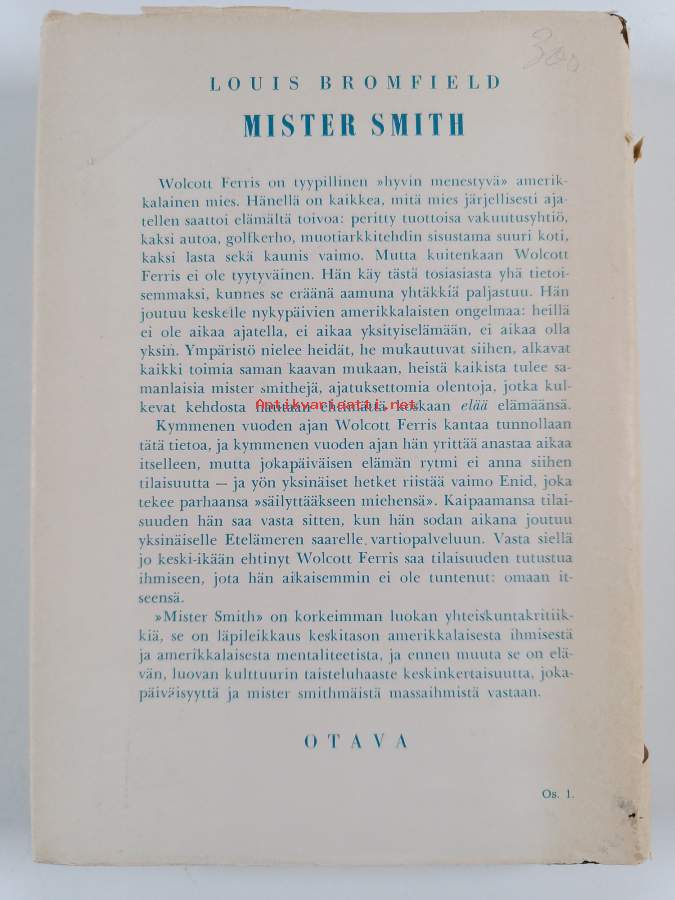 300
LOUIS BROMFIELD
MISTER SMITH
Wolcott Ferris on tyypillinen »hyvin menestyvä» amerik-
kalainen mies. Hänellä on kaikkea, mitä mies järjellisesti aja-
tellen saattoi elämältä toivoa: peritty tuottoisa vakuutusyhtiö,
kaksi autoa, golfkerho, muotiarkkitehdin sisustama suuri koti,
kaksi lasta sekä kaunis vaimo. Mutta kuitenkaan Wolcott
Ferris ei ole tyytyväinen. Hän käy tästä tosiasiasta yhä tietoi-
semmaksi, kunnes se eräänä aamuna yhtäkkiä paljastuu. Hän
joutuu keskelle nykypäivien amerikkalaisten ongelmaa: heillä
ei ole aikaa ajatella, ei aikaa yksityiselämään, ei aikaa olla
yksin. Ympäristö nielee heidät, he mukautuvat siihen, alkavat
kaikki toimia saman kaavan mukaan, heistä kaikista tulee sa-
manlaisia mister smithejä, ajatuksettomia olentoja, jotka kul-
kevat kehdosta hautaan ehtimättä koskaan elää elämäänsä.
Antikvariaatti.net
Kymmenen vuoden ajan Wolcott Ferris kantaa tunnollaan
tätä tietoa, ja kymmenen vuoden ajan hän yrittää anastaa aikaa
itselleen, mutta jokapäiväisen elämän rytmi ei anna siihen
tilaisuutta — ja yön yksinäiset hetket riistää vaimo Enid, joka
tekee parhaansa »säilyttääkseen miehensä». Kaipaamansa tilai-
suuden hän saa vasta sitten, kun hän sodan aikana joutuu
yksinäiselle Etelämeren saarelle vartiopalveluun. Vasta siellä
jo keski-ikään ehtinyt Wolcott Ferris saa tilaisuuden tutustua
ihmiseen, jota hän aikaisemmin ei ole tuntenut: omaan it-
seensä.
»Mister Smith» on korkeimman luokan yhteiskuntakritiik-
kiä, se on läpileikkaus keskitason amerikkalaisesta ihmisestä
ja amerikkalaisesta mentaliteetista, ja ennen muuta se on elä-
vän, luovan kulttuurin taisteluhaaste keskinkertaisuutta, joka-
päiväisyyttä ja mister smithmäistä massaihmistä vastaan.
OTAVA
Os. 1.